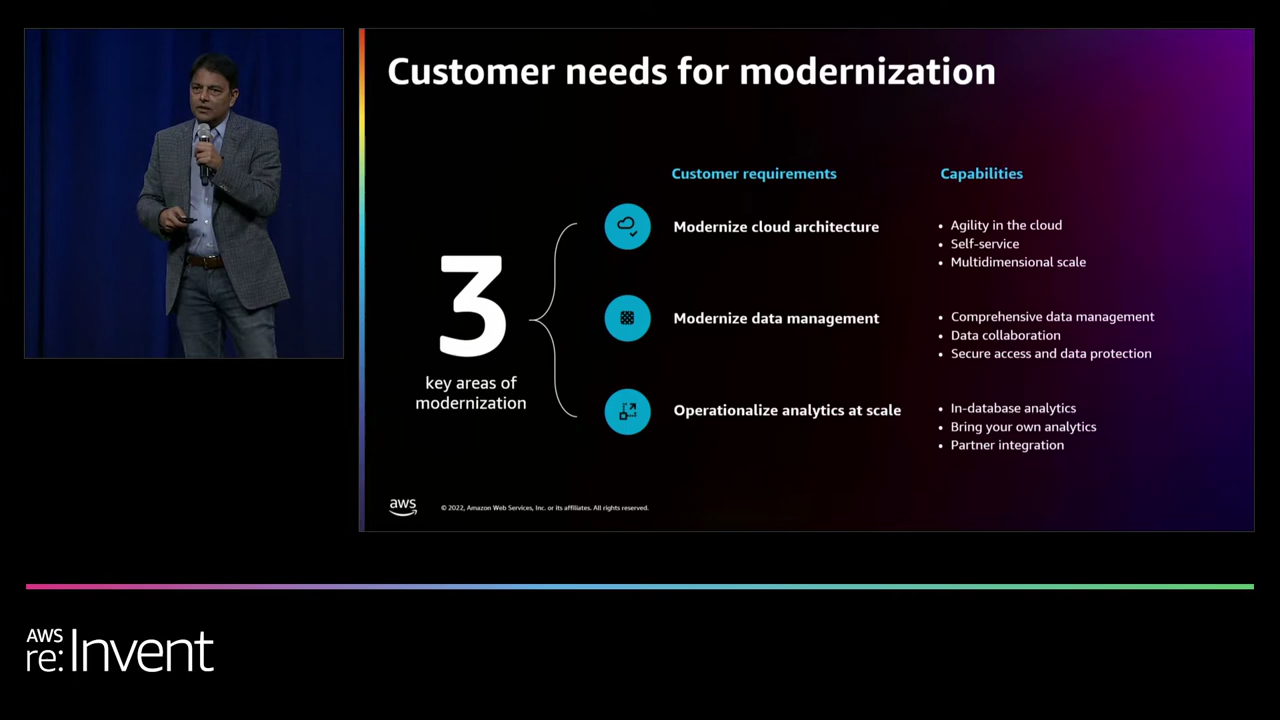 Customer needs for modernization
Customer requirements
Capabilities
3
key areas of
modernization
Modernize cloud architecture
• Agility in the cloud
• Self-service
• Multidimensional scale
Modernize data management
• Comprehensive data management
• Data collaboration
• Secure access and data protection
Operationalize analytics at scale
• In-database analytics
• Bring your own analytics
• Partner integration
aws
© 2022, Amazon Web Services, Inc. or its affiliates. All rights reserved.
AWS
re:Invent